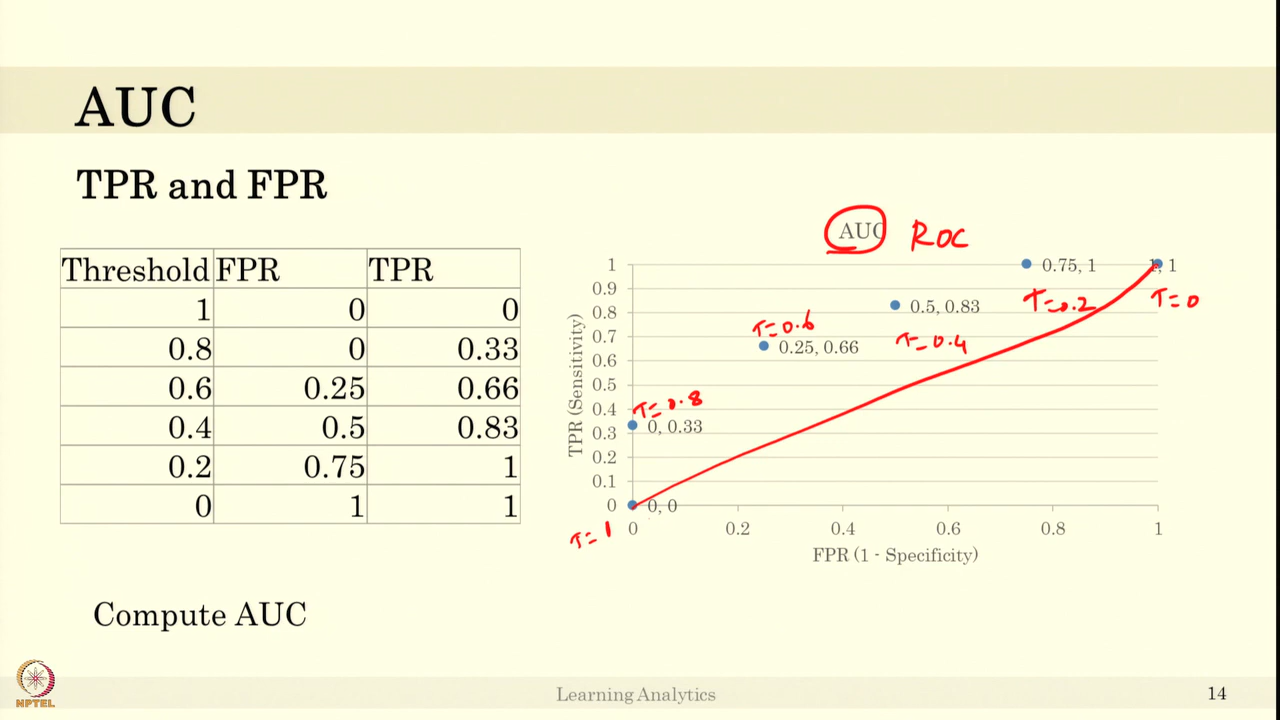 AUC
TPR and FPR
Threshold FPR TPR
1 0 0
0.8 0 0.33
0.6 0.25 0.66
0.4 0.5 0.83
0.2 0.75 1
0 1 1
Compute AUC
AUC ROC
TPR (Sensitivity)
1
0.9
0.8
0.7
0.6
0.5
0.4
0.3
0.2
0.1
0
0.75, 1
1, 1
T=0.2
T=0
0.5, 0.83
T=0.6
T=0.4
0.25, 0.66
T=0.8
0, 0.33
0, 0
T=1
0 0.2 0.4 0.6 0.8 1
FPR (1 - Specificity)
NPTEL
Learning Analytics
14